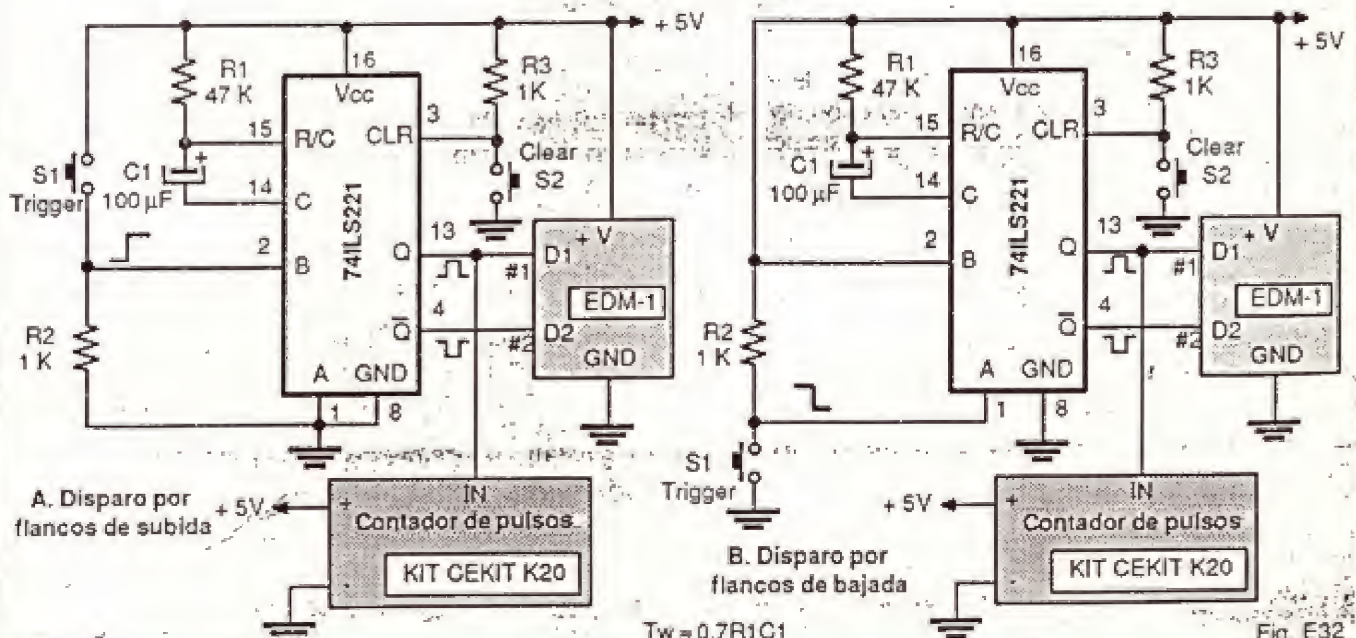 + 5V
16
R1
47 K
R3
1K
Vcc
3
15
R/C
CLR
S1
Trigger
C1
+
100 µF
14
C
Clear
S2
74ILS221
2
B
13
Q
+ V
D1
#1
EDM-1
4
Q̅
D2
#2
GND
R2
1 K
A
GND
1
8
A. Disparo por
flancos de subida
+ 5V
+
IN
Contador de pulsos
KIT CEKIT K20
-
+ 5V
16
R1
47 K
R3
1K
Vcc
3
15
R/C
CLR
C1
+
100 µF
14
C
Clear
S2
74ILS221
2
B
13
Q
+ V
D1
#1
EDM-1
4
Q̅
D2
#2
GND
R2
1 K
A
GND
1
8
S1
Trigger
B. Disparo por
flancos de bajada
+ 5V
+
IN
Contador de pulsos
KIT CEKIT K20
-
Tw = 0.7R1C1
Fig. E32